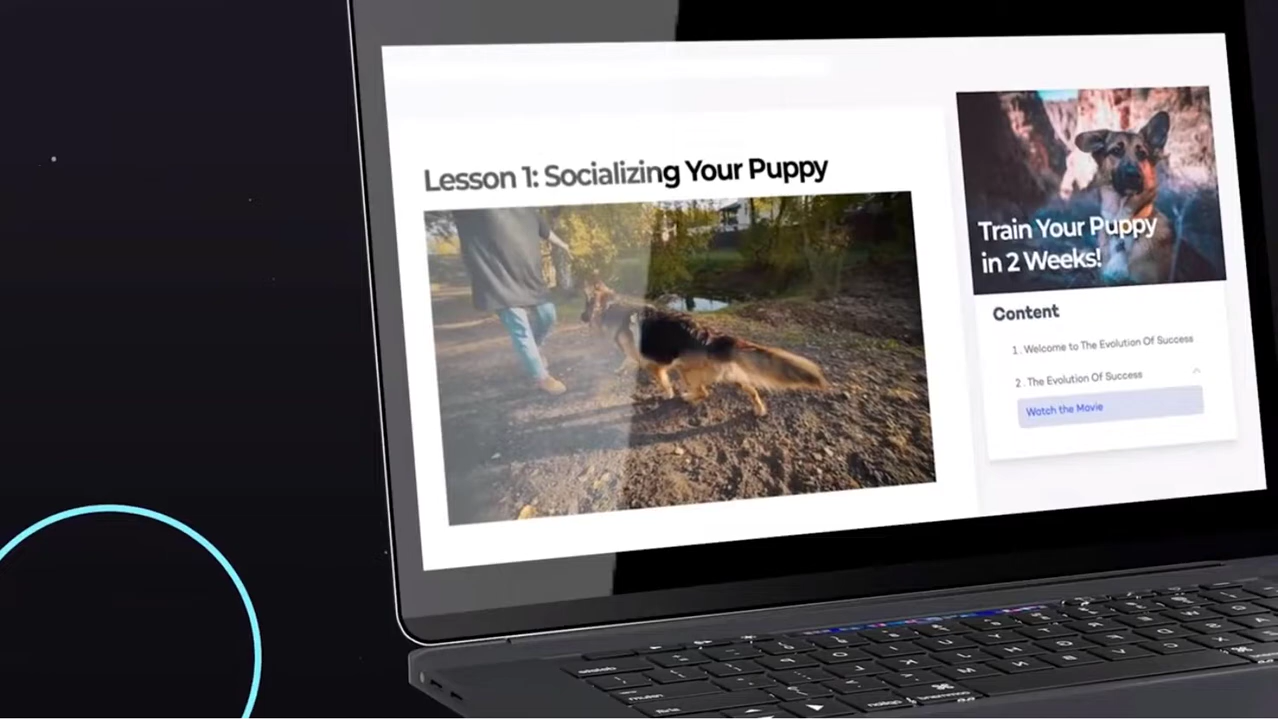 Lesson 1: Socializing Your Puppy
Train Your Puppy
in 2 Weeks!
Content
1. Welcome to The Evolution Of Success
2. The Evolution Of Success
Watch the Movie